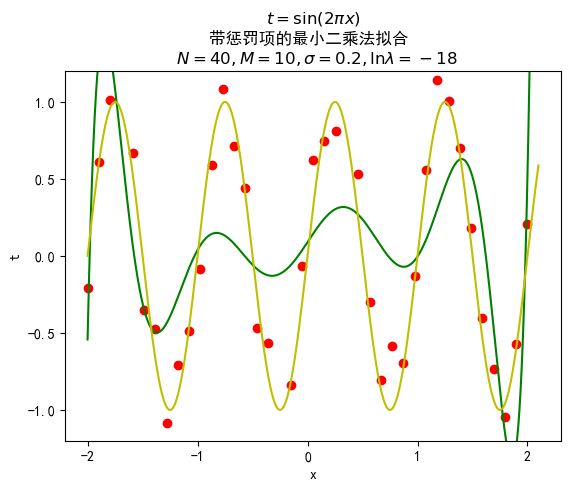 t = sin(2πx)
带惩罚项的最小二乘法拟合
N = 40, M = 10, σ = 0.2, lnλ = −18
1.0
0.5
0.0
−0.5
−1.0
t
−2
−1
0
1
2
x